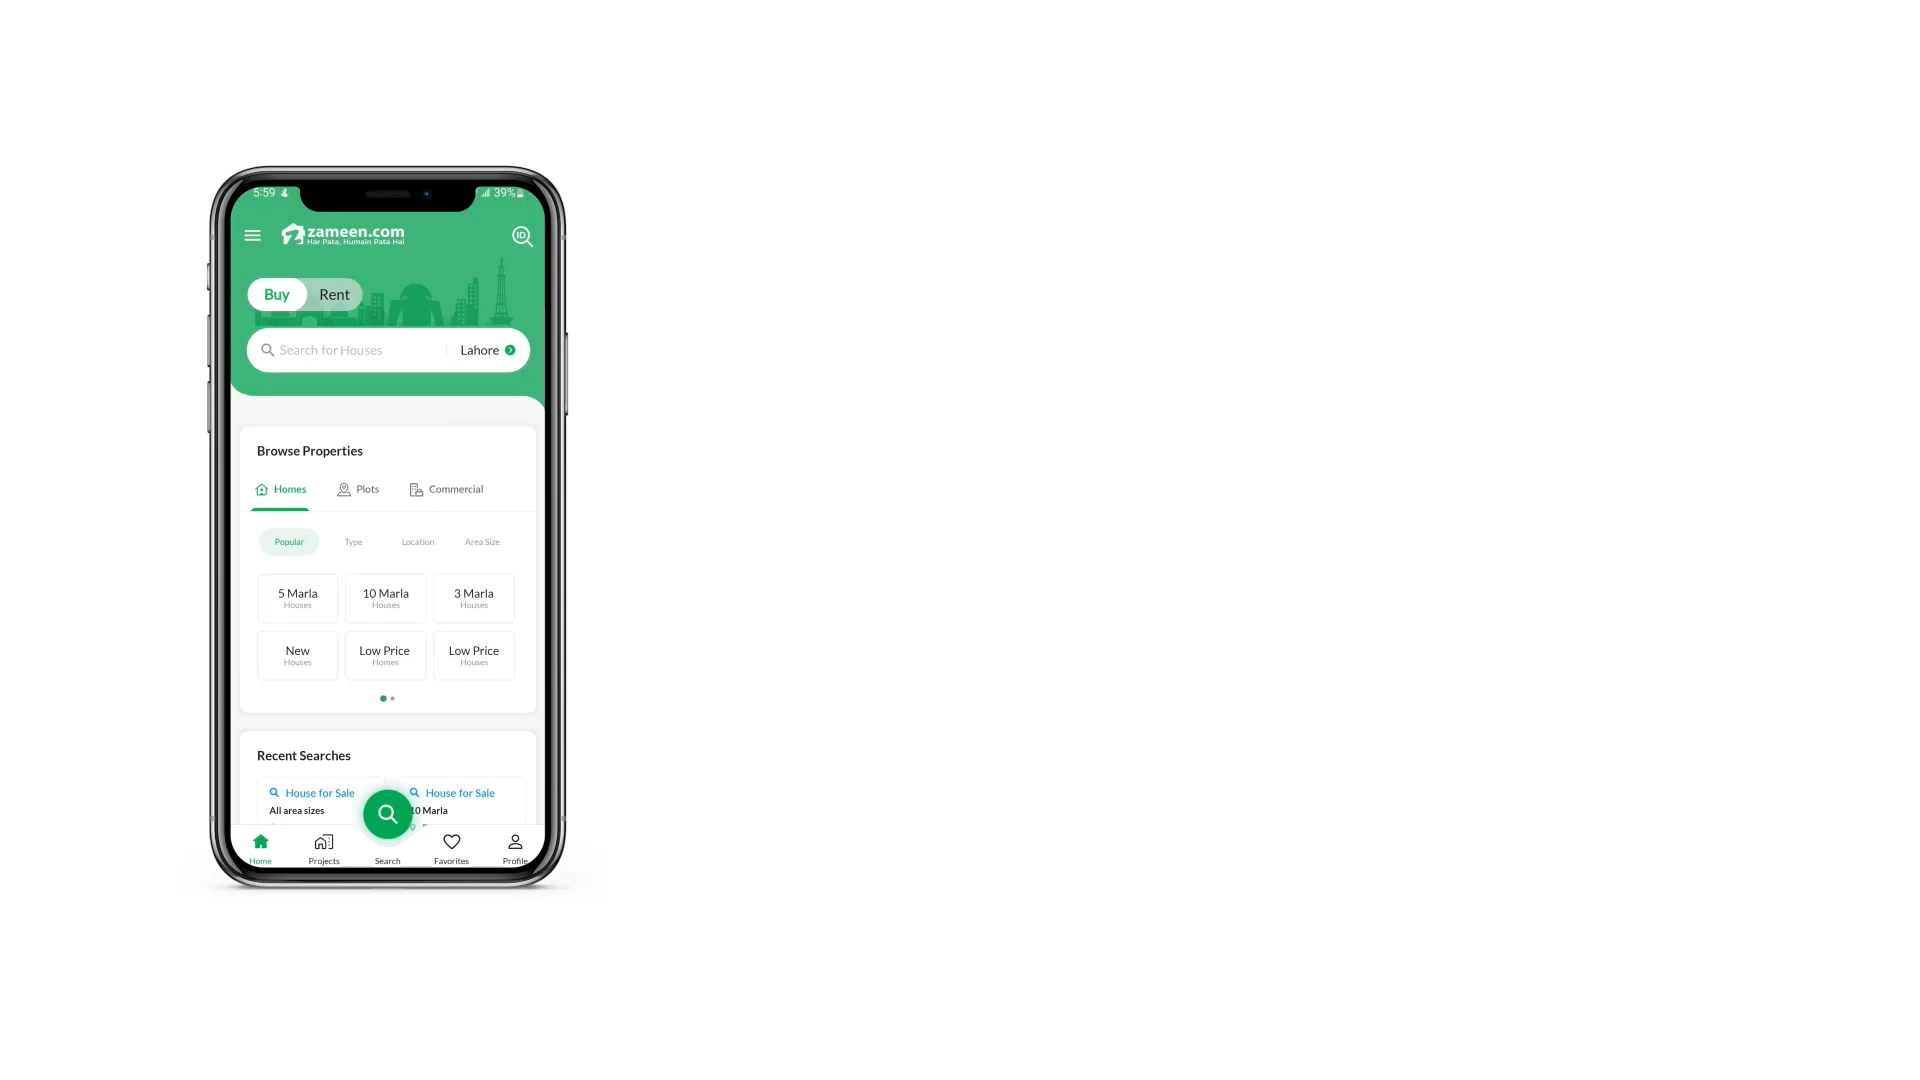 5:59
39%
zameen.com
Har Pata, Humain Pata Hai
ID
Buy Rent
Search for Houses Lahore
Browse Properties
Homes Plots Commercial
Popular Type Location Area Size
5 Marla 10 Marla 3 Marla
Houses Houses Houses
New Low Price Low Price
Houses Homes Houses
Recent Searches
House for Sale House for Sale
All area sizes 10 Marla
Home Projects Search Favorites Profile